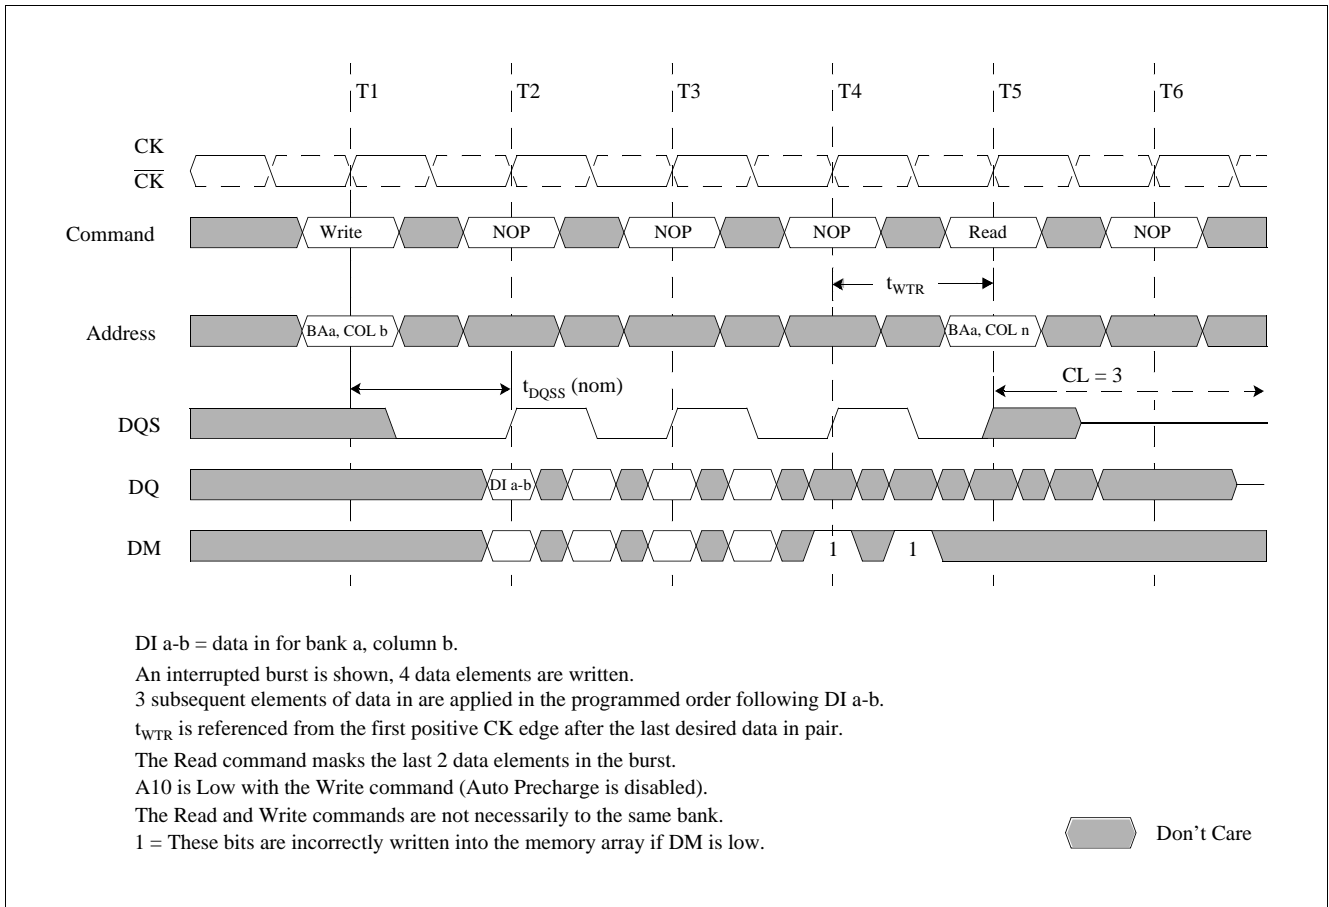 T1 T2 T3 T4 T5 T6
CK
CK
Command Write NOP NOP NOP Read NOP
tWTR
Address BAa, COL b BAa, COL n
CL = 3
tDQSS (nom)
DQS
DQ DI a-b
DM 1 1
DI a-b = data in for bank a, column b.
An interrupted burst is shown, 4 data elements are written.
3 subsequent elements of data in are applied in the programmed order following DI a-b.
tWTR is referenced from the first positive CK edge after the last desired data in pair.
The Read command masks the last 2 data elements in the burst.
A10 is Low with the Write command (Auto Precharge is disabled).
The Read and Write commands are not necessarily to the same bank.
1 = These bits are incorrectly written into the memory array if DM is low.
Don't Care